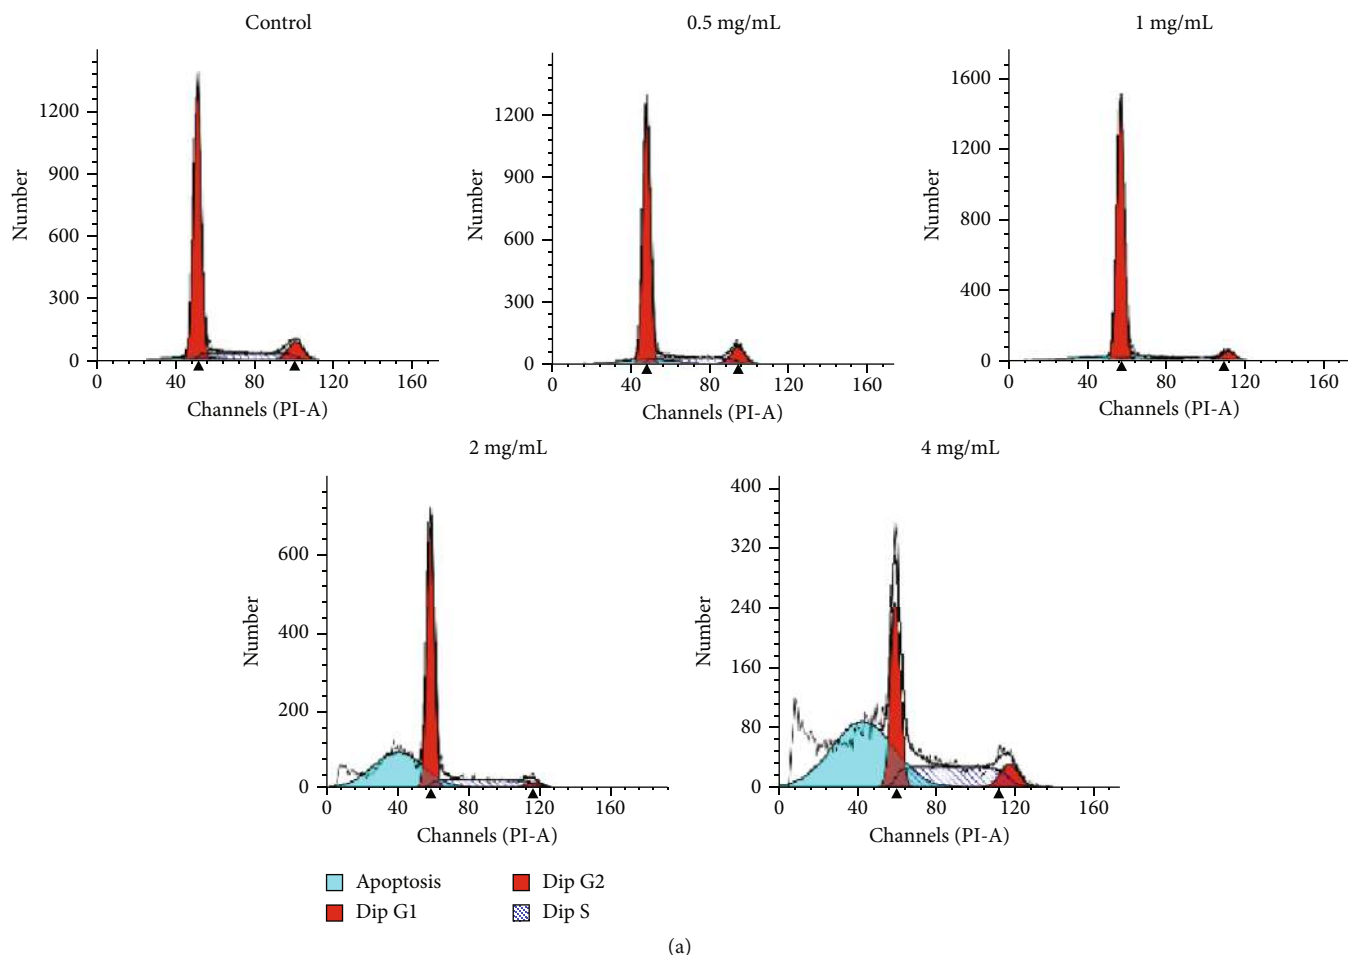 Control
1200
900
600
300
0
Number
0 40 80 120 160
Channels (PI-A)
0.5 mg/mL
1200
900
600
300
0
Number
0 40 80 120 160
Channels (PI-A)
1 mg/mL
1600
1200
800
400
0
Number
0 40 80 120 160
Channels (PI-A)
2 mg/mL
600
400
200
0
Number
0 40 80 120 160
Channels (PI-A)
4 mg/mL
400
320
240
160
80
0
Number
0 40 80 120 160
Channels (PI-A)
Apoptosis
Dip G1
Dip G2
Dip S
(a)